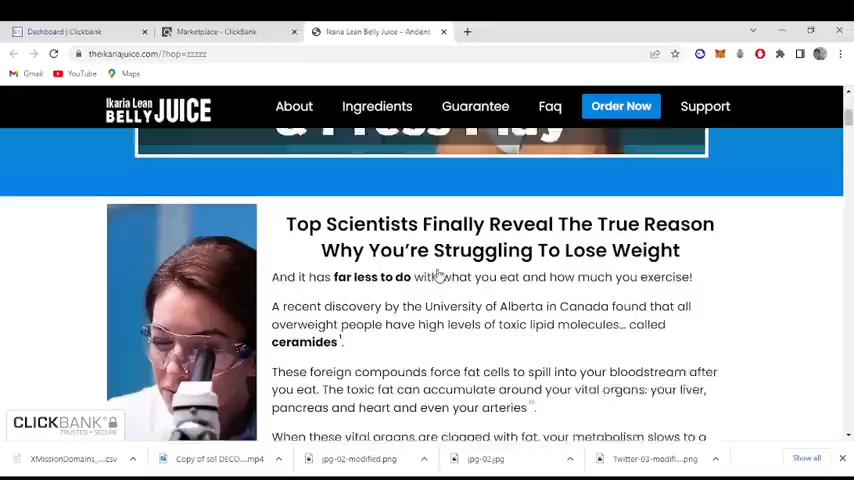 Dashboard | Clickbank
Marketplace - ClickBank
Ikaria Lean Belly Juice – Ancient
theikariajuice.com/?hop=zzzzz
Gmail
YouTube
Maps
Ikaria Lean
BELLY JUICE
About
Ingredients
Guarantee
Faq
Order Now
Support
& Press Play
Top Scientists Finally Reveal The True Reason
Why You're Struggling To Lose Weight
And it has far less to do with what you eat and how much you exercise!
A recent discovery by the University of Alberta in Canada found that all
overweight people have high levels of toxic lipid molecules… called
ceramides¹.
These foreign compounds force fat cells to spill into your bloodstream after
you eat. The toxic fat can accumulate around your vital organs: your liver,
pancreas and heart and even your arteries.
When these vital organs are clogged with fat, your metabolism slows to a
CLICKBANK
TRUSTED • SECURE
XMissionDomains_....csv
Copy of sol DECO....mp4
jpg-02-modified.png
jpg-02.jpg
Twitter-03-modifi....png
Show all